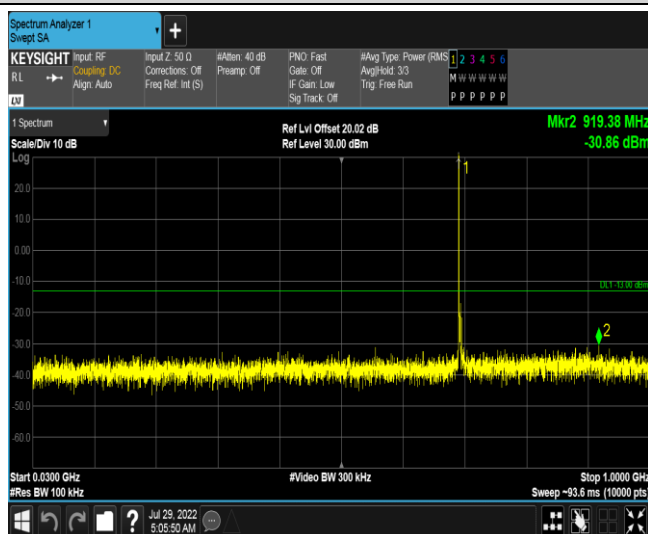 Spectrum Analyzer 1
Swept SA
+
KEYSIGHT Input: RF Input Z: 50 Ω #Atten: 40 dB PNO: Fast #Avg Type: Power (RMS 1 2 3 4 5 6
RL Coupling: DC Corrections: Off Preamp: Off Gate: Off Avg|Hold: 3/3 M W W W W W
Align: Auto Freq Ref: Int (S) IF Gain: Low Trig: Free Run
LXI Sig Track: Off P P P P P P
1 Spectrum Ref Lvl Offset 20.02 dB Mkr2 919.38 MHz
Scale/Div 10 dB Ref Level 30.00 dBm -30.86 dBm
Log
1
20.0
10.0
0.00
-10.0
DL1 -13.00 dBm
-20.0
-30.0
2
-40.0
-50.0
-60.0
Start 0.0300 GHz #Video BW 300 kHz Stop 1.0000 GHz
#Res BW 100 kHz Sweep ~93.6 ms (10000 pts)
? Jul 29, 2022
5:05:50 AM